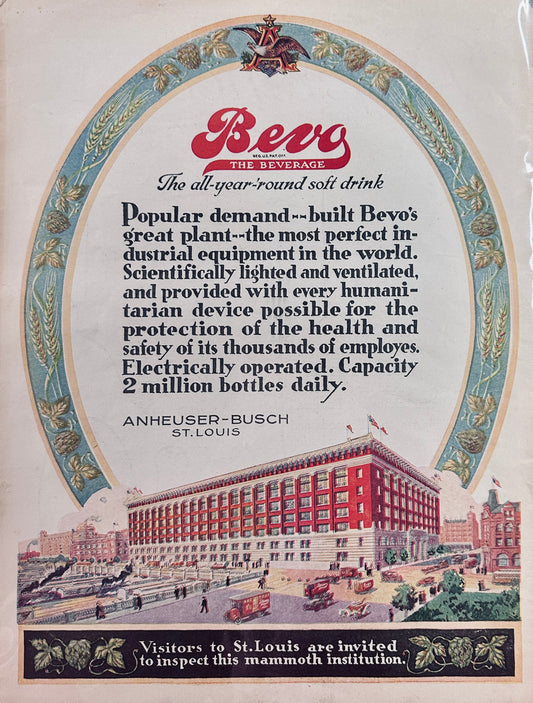 Bevo
REG.U.S.PAT.OFF.
THE BEVERAGE
The all-year-'round soft drink
Popular demand--built Bevo's
great plant--the most perfect in-
dustrial equipment in the world.
Scientifically lighted and ventilated,
and provided with every humani-
tarian device possible for the
protection of the health and
safety of its thousands of employes.
Electrically operated. Capacity
2 million bottles daily.
ANHEUSER-BUSCH
ST. LOUIS
Visitors to St. Louis are invited
to inspect this mammoth institution.